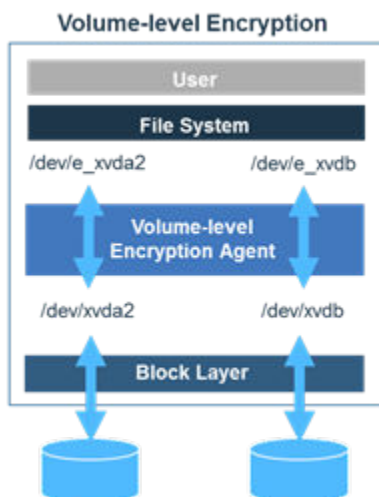 Volume-level Encryption
User
File System
/dev/e_xvda2 /dev/e_xvdb
Volume-level
Encryption Agent
/dev/xvda2 /dev/xvdb
Block Layer